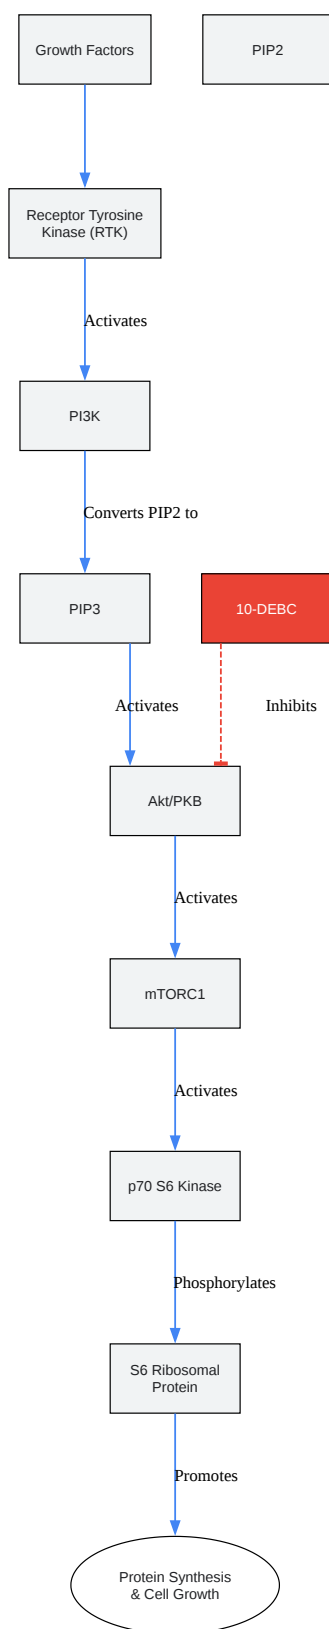 Growth Factors
PIP2
Receptor Tyrosine
Kinase (RTK)
Activates
PI3K
Converts PIP2 to
PIP3
10-DEBC
Activates
Inhibits
Akt/PKB
Activates
mTORC1
Activates
p70 S6 Kinase
Phosphorylates
S6 Ribosomal
Protein
Promotes
Protein Synthesis
& Cell Growth